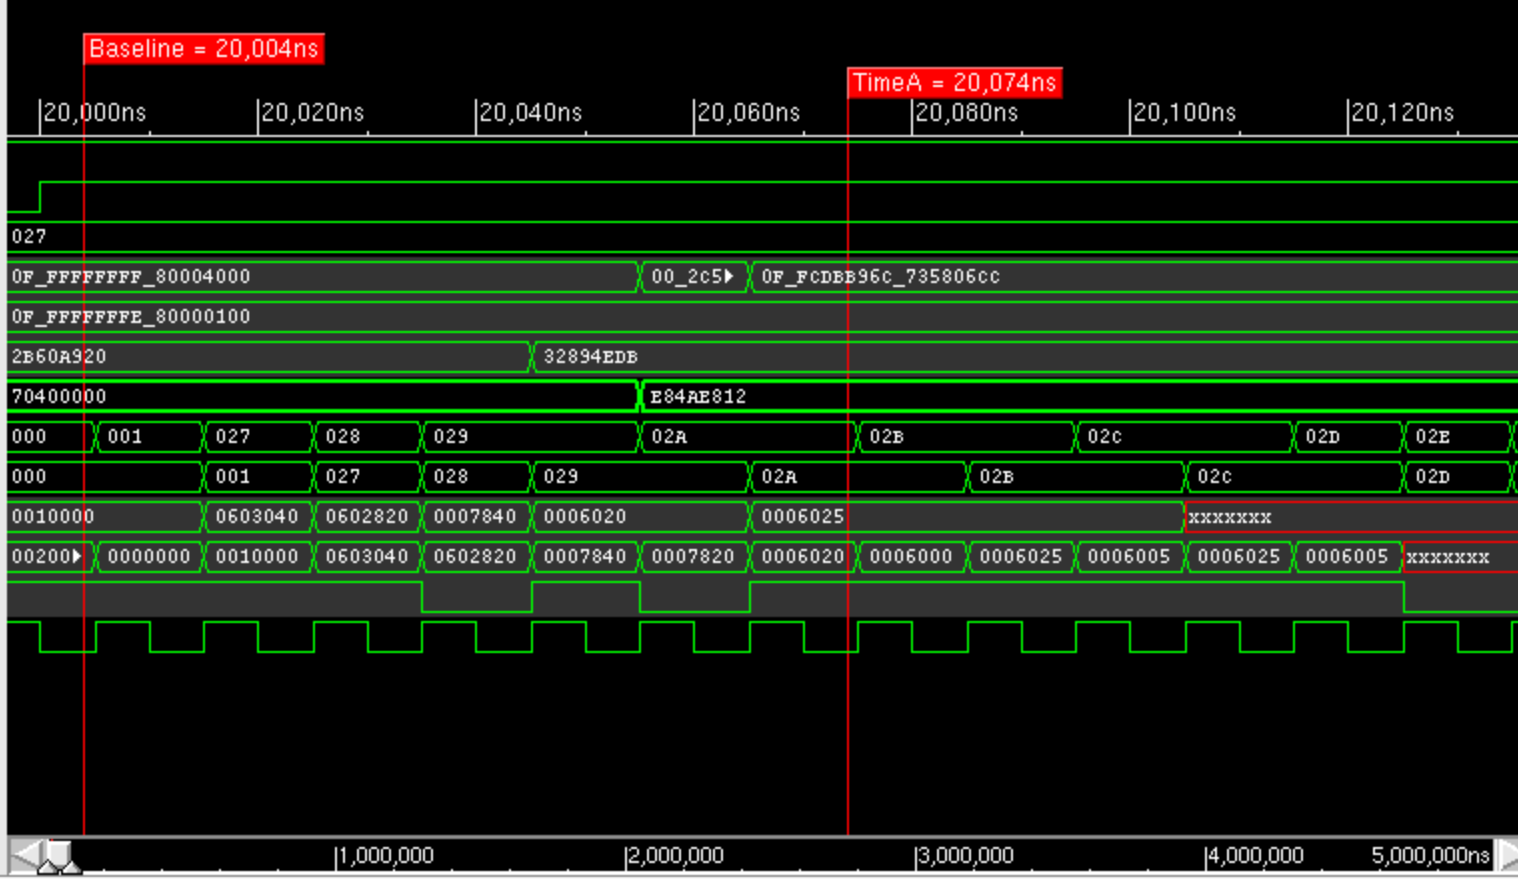 Baseline = 20,004ns
TimeA = 20,074ns
20,000ns 20,020ns 20,040ns 20,060ns 20,080ns 20,100ns 20,120ns
027
0F_FFFFFFFF_80004000 00_2C5 0F_FCDBB96C_735806CC
0F_FFFFFFFE_80000100
2B60A920 32894EDB
70400000 E84AE812
000 001 027 028 029 02A 02B 02C 02D 02E
000 001 027 028 029 02A 02B 02C 02D
0010000 0603040 0602820 0007840 0006020 0006025 xxxxxxx
00200 0000000 0010000 0603040 0602820 0007840 0007820 0006020 0006000 0006025 0006005 0006025 0006005 xxxxxxx
1,000,000 2,000,000 3,000,000 4,000,000 5,000,000ns